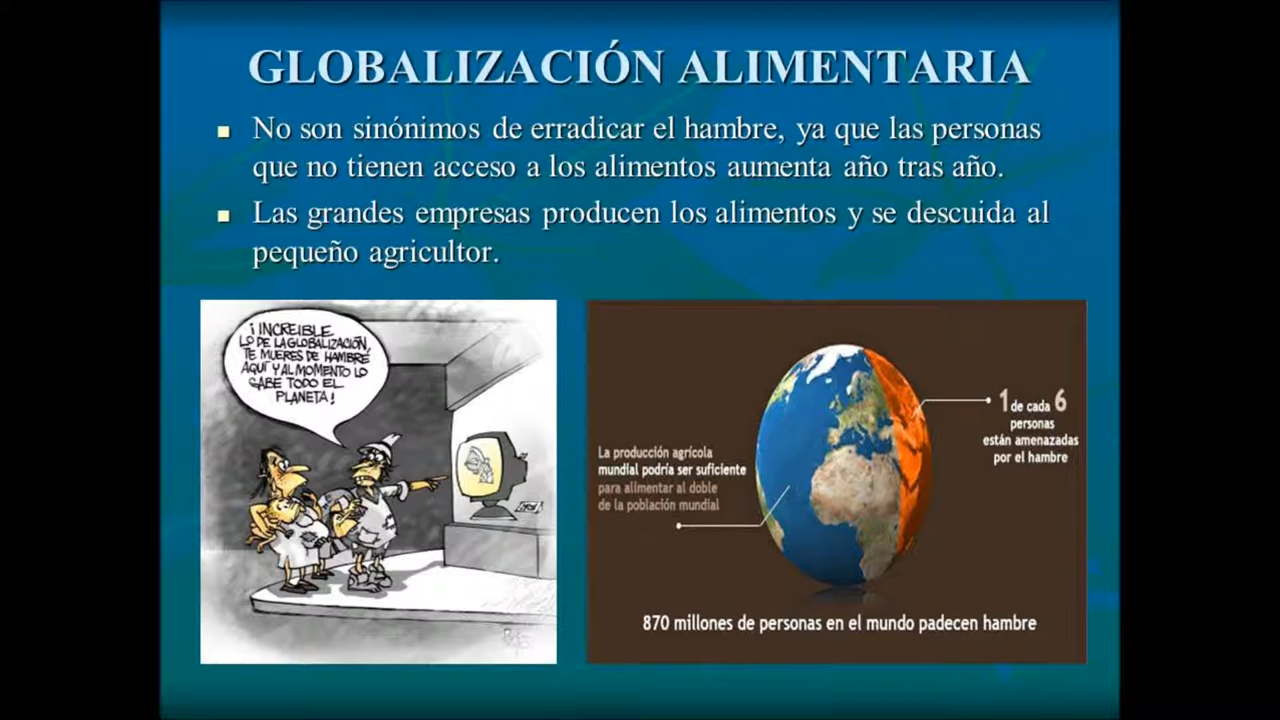 GLOBALIZACIÓN ALIMENTARIA
No son sinónimos de erradicar el hambre, ya que las personas
que no tienen acceso a los alimentos aumenta año tras año.
Las grandes empresas producen los alimentos y se descuida al
pequeño agricultor.
¡INCREIBLE
LO DE LA GLOBALIZACIÓN,
TE MUERES DE HAMBRE
AQUÍ Y AL MOMENTO LO
SABE TODO EL
PLANETA!
La producción agrícola
mundial podría ser suficiente
para alimentar al doble
de la población mundial
1 de cada 6
personas
están amenazadas
por el hambre
870 millones de personas en el mundo padecen hambre